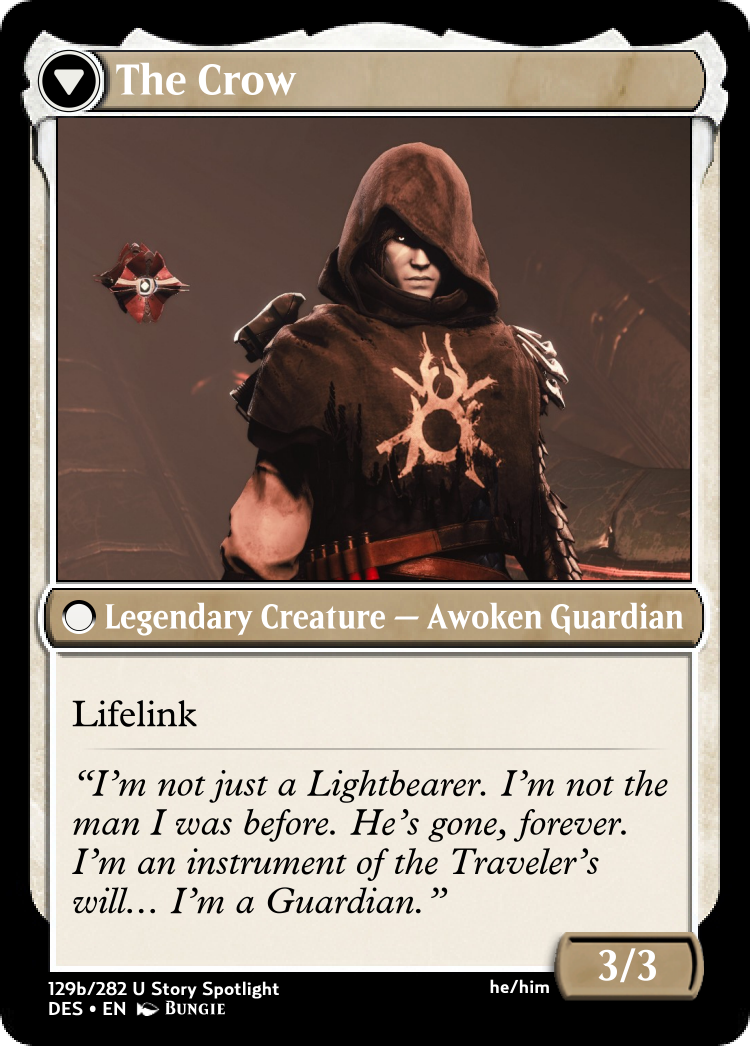 The Crow
Legendary Creature — Awoken Guardian
Lifelink
“I’m not just a Lightbearer. I’m not the
man I was before. He’s gone, forever.
I’m an instrument of the Traveler’s
will... I’m a Guardian.”
3/3
129b/282 U Story Spotlight
he/him
DES • EN Bungie